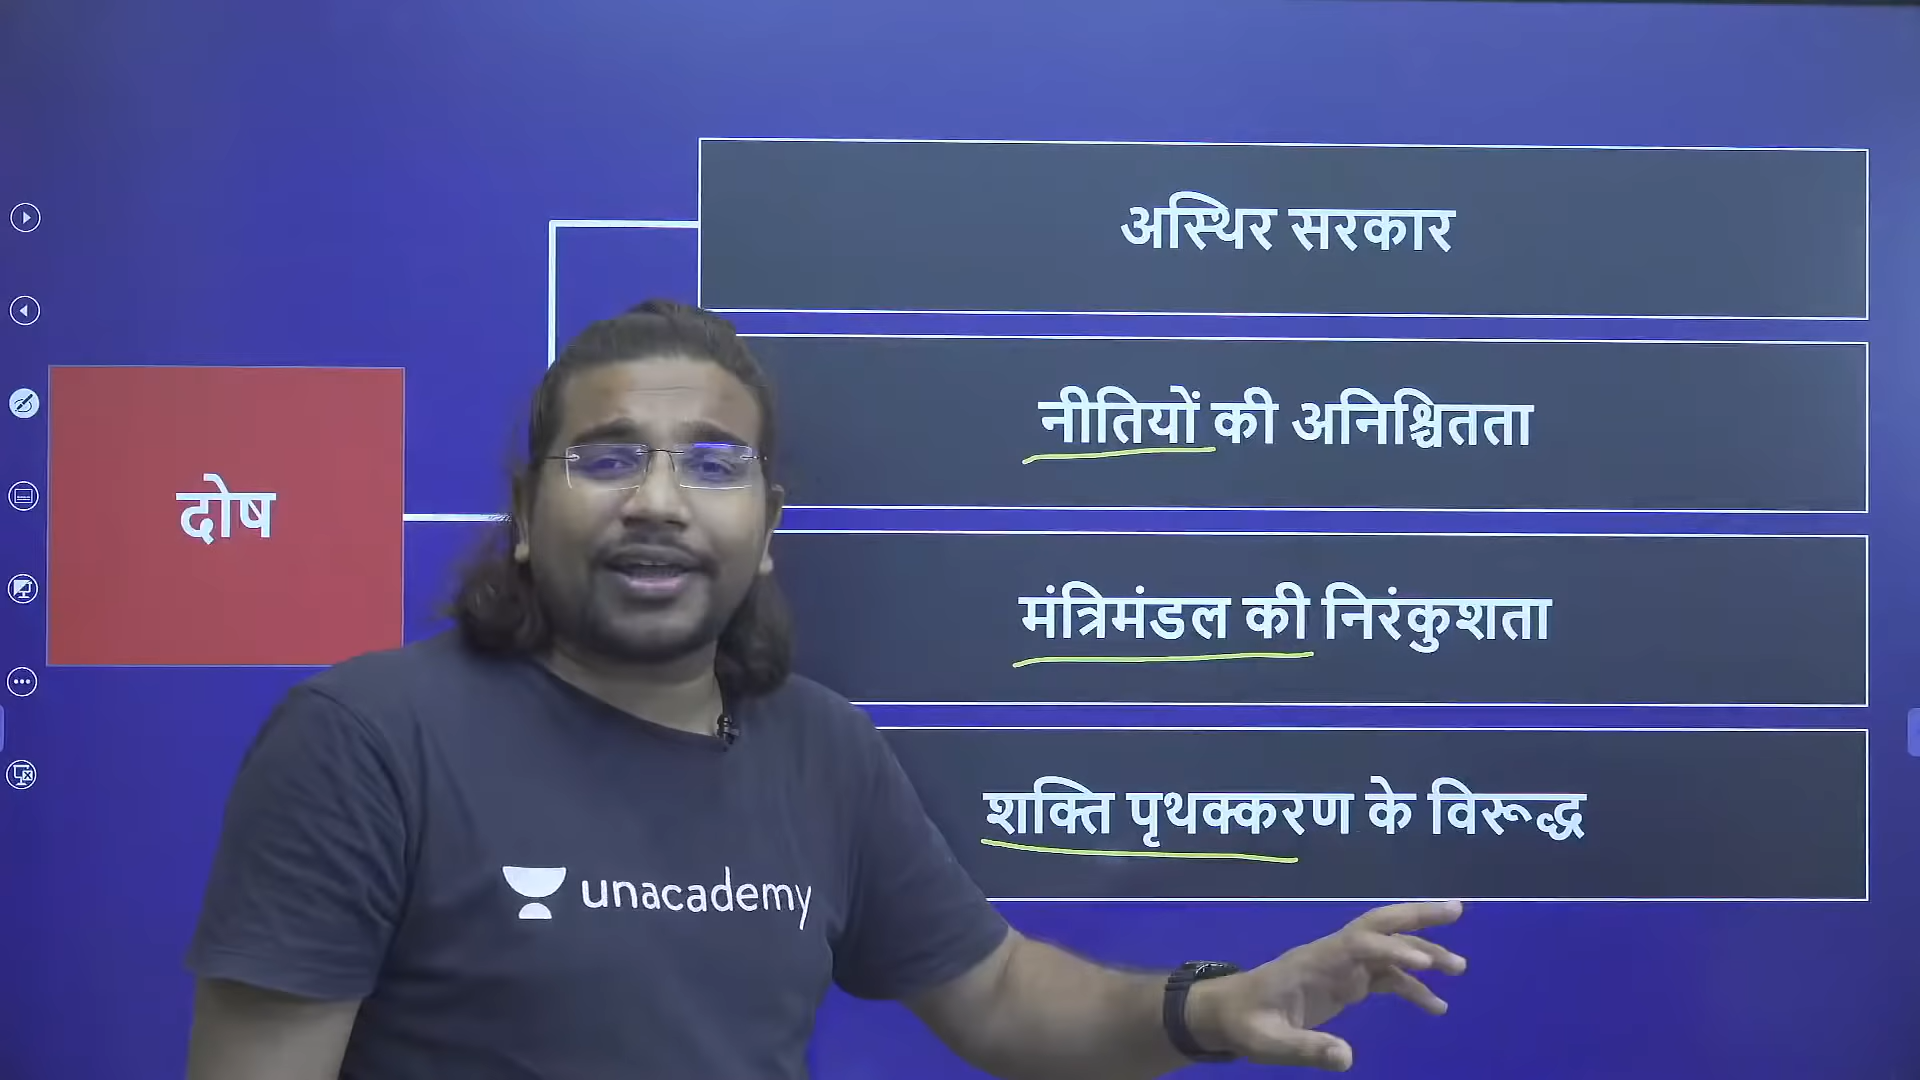 अस्थिर सरकार
नीतियों की अनिश्चितता
दोष
मंत्रिमंडल की निरंकुशता
शक्ति पृथक्करण के विरूद्ध
unacademy